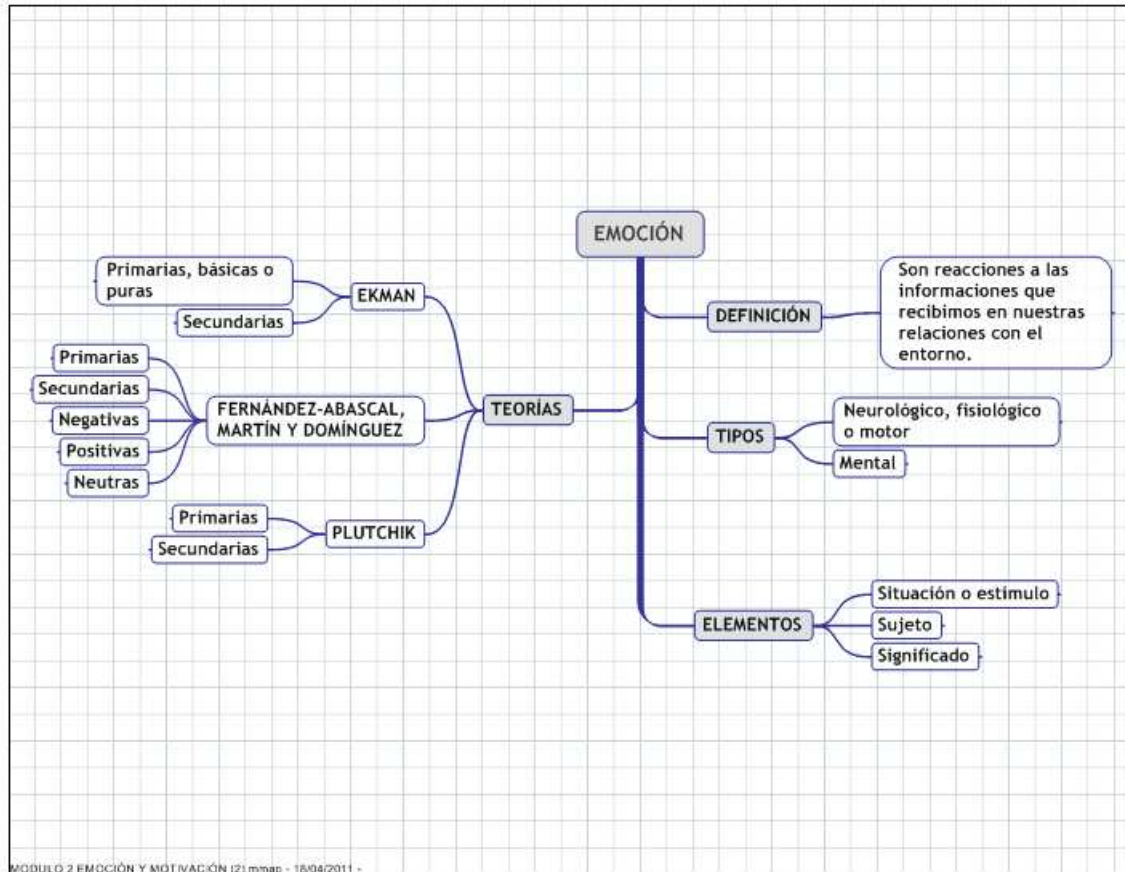 EMOCIÓN
DEFINICIÓN
Son reacciones a las
informaciones que
recibimos en nuestras
relaciones con el
entorno.
TIPOS
Neurológico, fisiológico
o motor
Mental
ELEMENTOS
Situación o estímulo
Sujeto
Significado
TEORÍAS
EKMAN
Primarias, básicas o
puras
Secundarias
FERNÁNDEZ-ABASCAL,
MARTÍN Y DOMÍNGUEZ
Primarias
Secundarias
Negativas
Positivas
Neutras
PLUTCHIK
Primarias
Secundarias
MODULO 2 EMOCIÓN Y MOTIVACIÓN (2).mmap - 18/04/2011 -